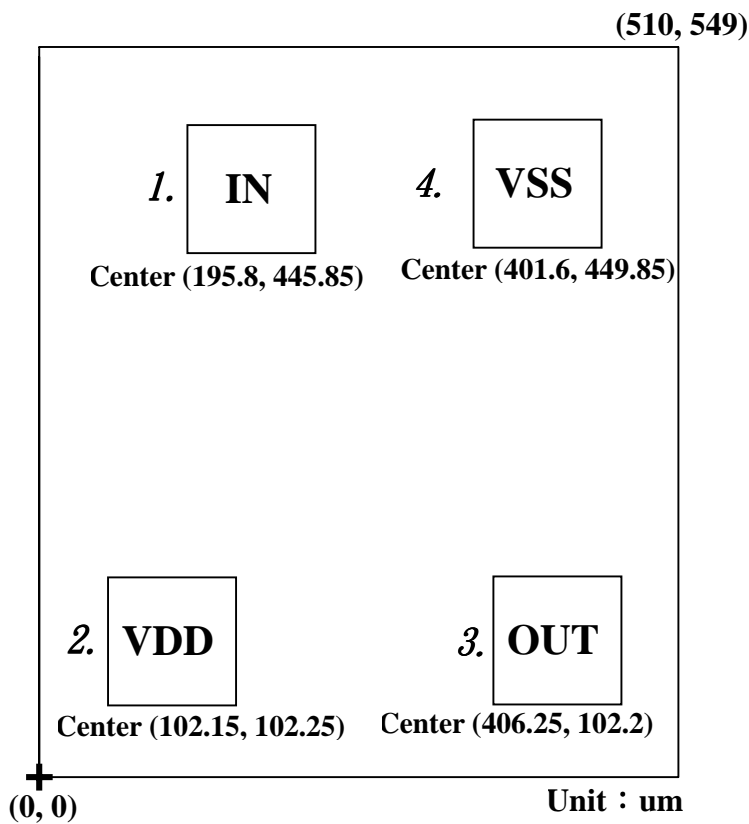 (510, 549)
1. IN
4. VSS
Center (195.8, 445.85)
Center (401.6, 449.85)
2. VDD
3. OUT
Center (102.15, 102.25)
Center (406.25, 102.2)
(0, 0)
Unit：um